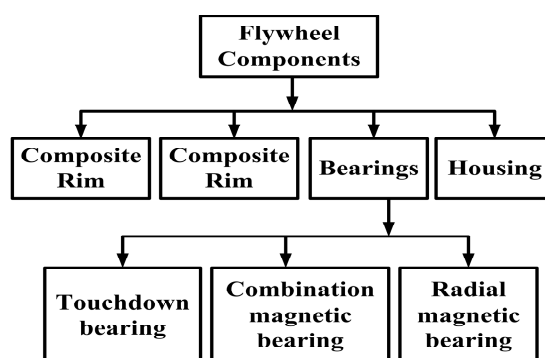 Flywheel
Components
Composite
Rim
Composite
Rim
Bearings
Housing
Touchdown
bearing
Combination
magnetic
bearing
Radial
magnetic
bearing